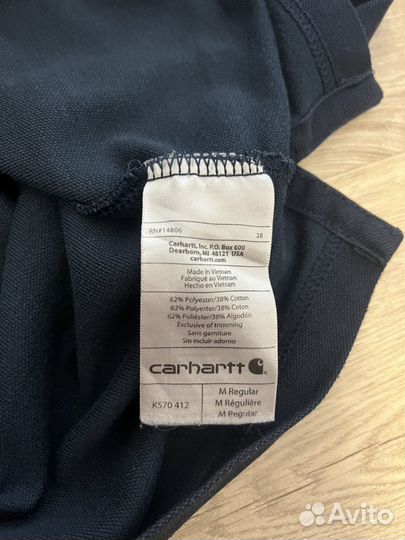 RN#14806 28
Carhartt, Inc. P.O. Box 600
Dearborn, MI 48121 USA
carhartt.com
Made in Vietnam
Fabriqué au Vietnam
Hecho en Vietnam
62% Polyester/38% Cotton
62% Polyester/38% Coton
62% Poliéster/38% Algodón
Exclusive of trimming
Sans garniture
Sin incluir adorno
carhartt
K570 412
M Regular
M Régulière
M Pegular
Avito